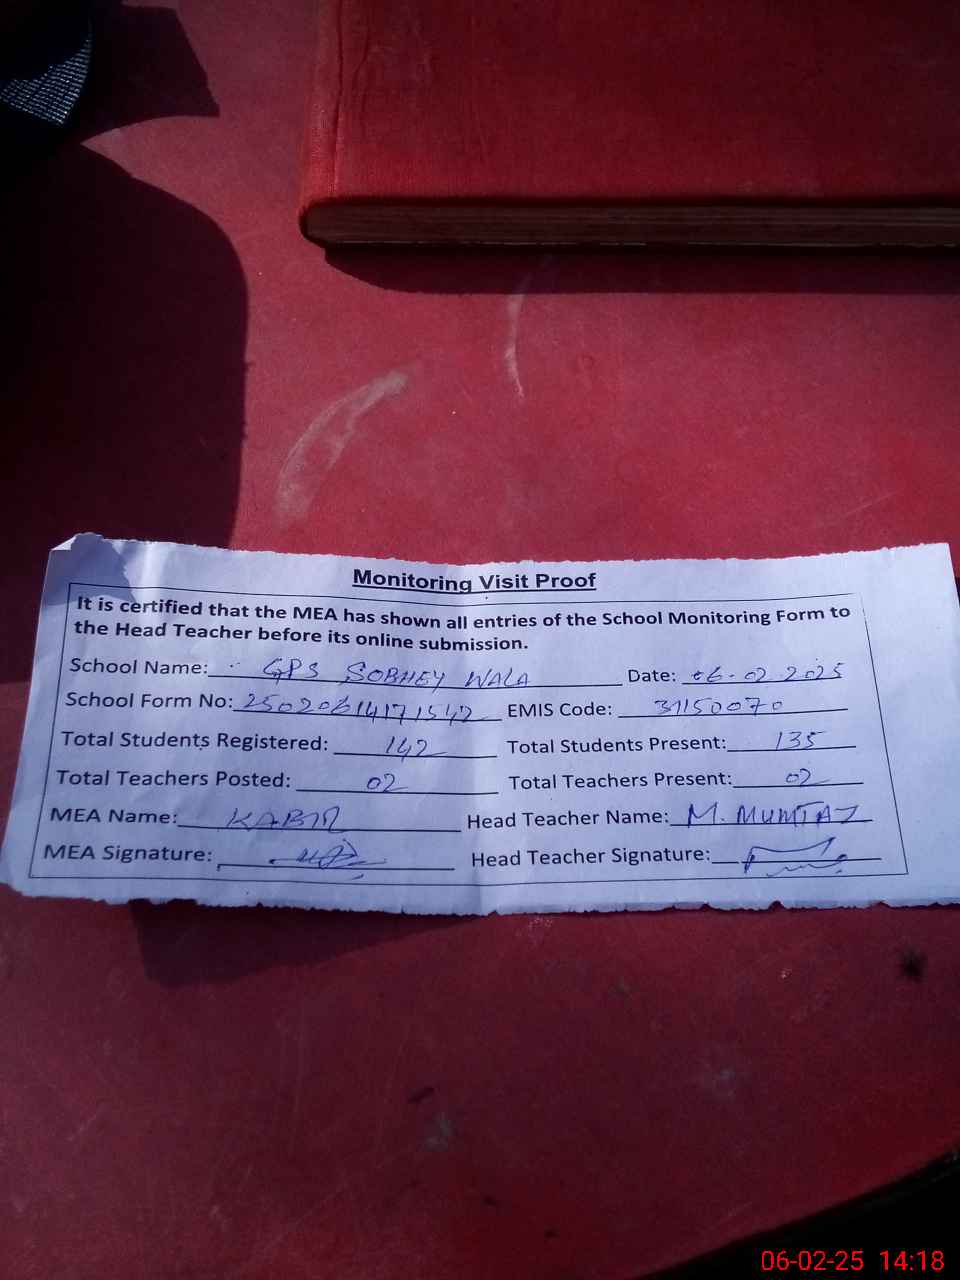 Monitoring Visit Proof
It is certified that the MEA has shown all entries of the School Monitoring Form to
the Head Teacher before its online submission.
School Name: GPS SOBHEY WALA Date: 06.02.2025
School Form No: 25020614171542 EMIS Code: 31150070
Total Students Registered: 142 Total Students Present: 135
Total Teachers Posted: 02 Total Teachers Present: 02
MEA Name: KABIR Head Teacher Name: M. MUMTAZ
MEA Signature: Head Teacher Signature:
06-02-25 14:18